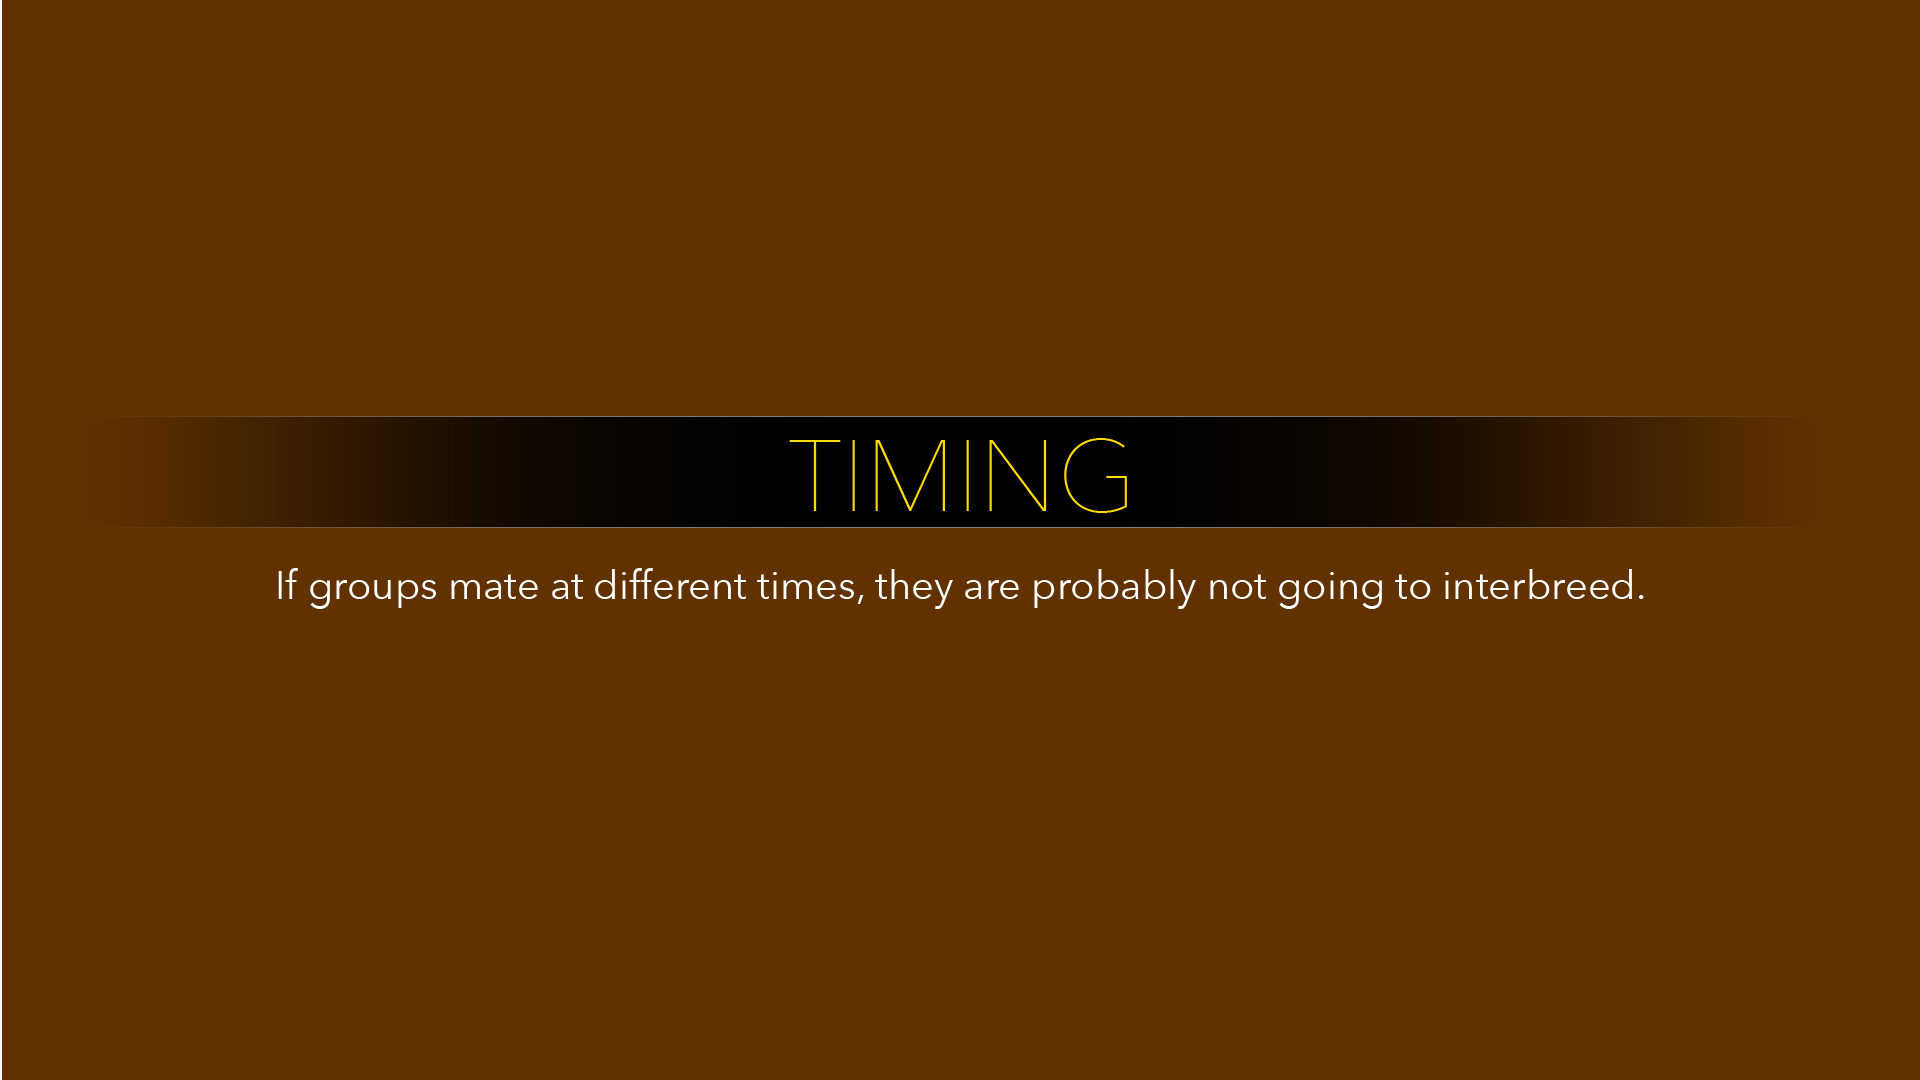 TIMING
If groups mate at different times, they are probably not going to interbreed.